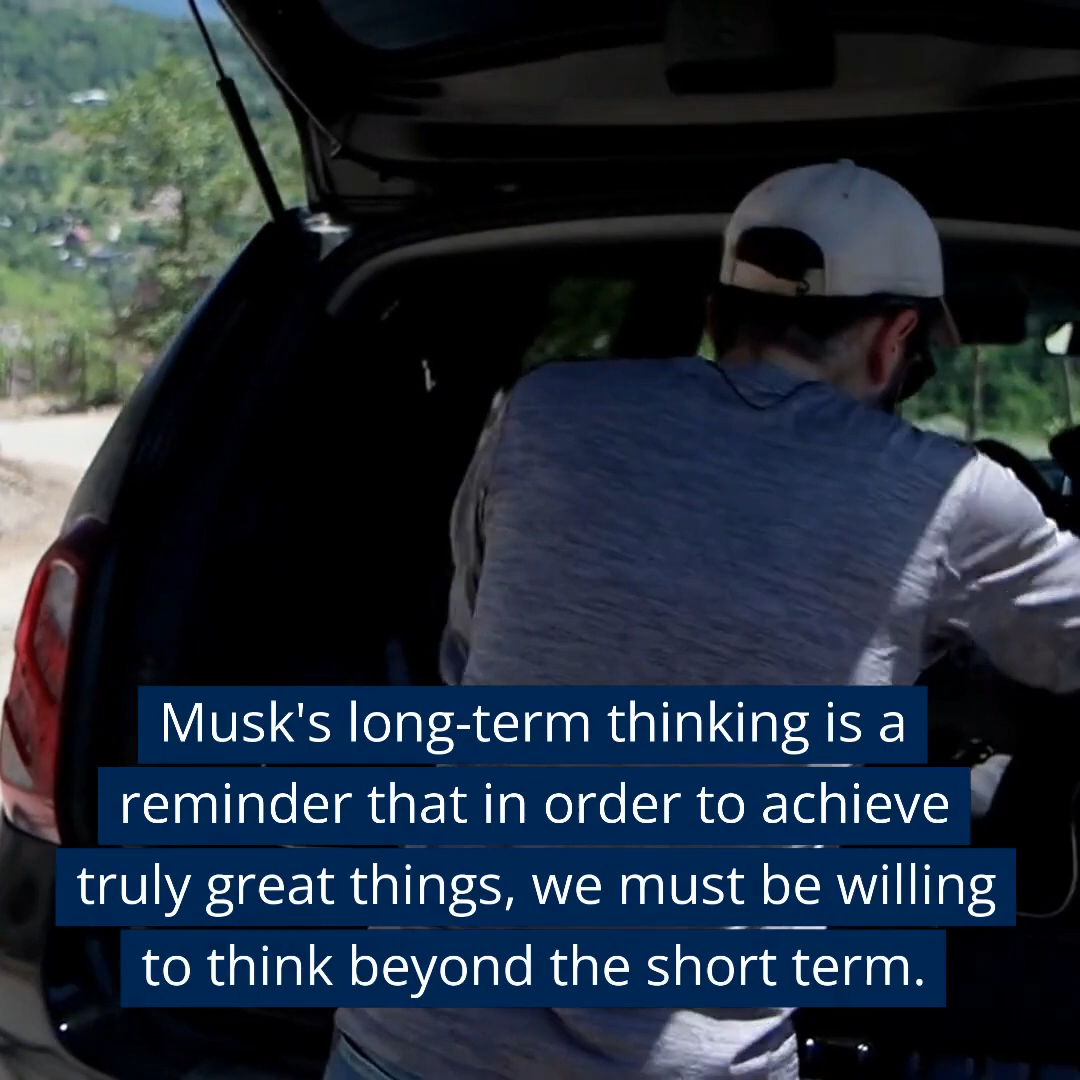 Musk's long-term thinking is a
reminder that in order to achieve
truly great things, we must be willing
to think beyond the short term.